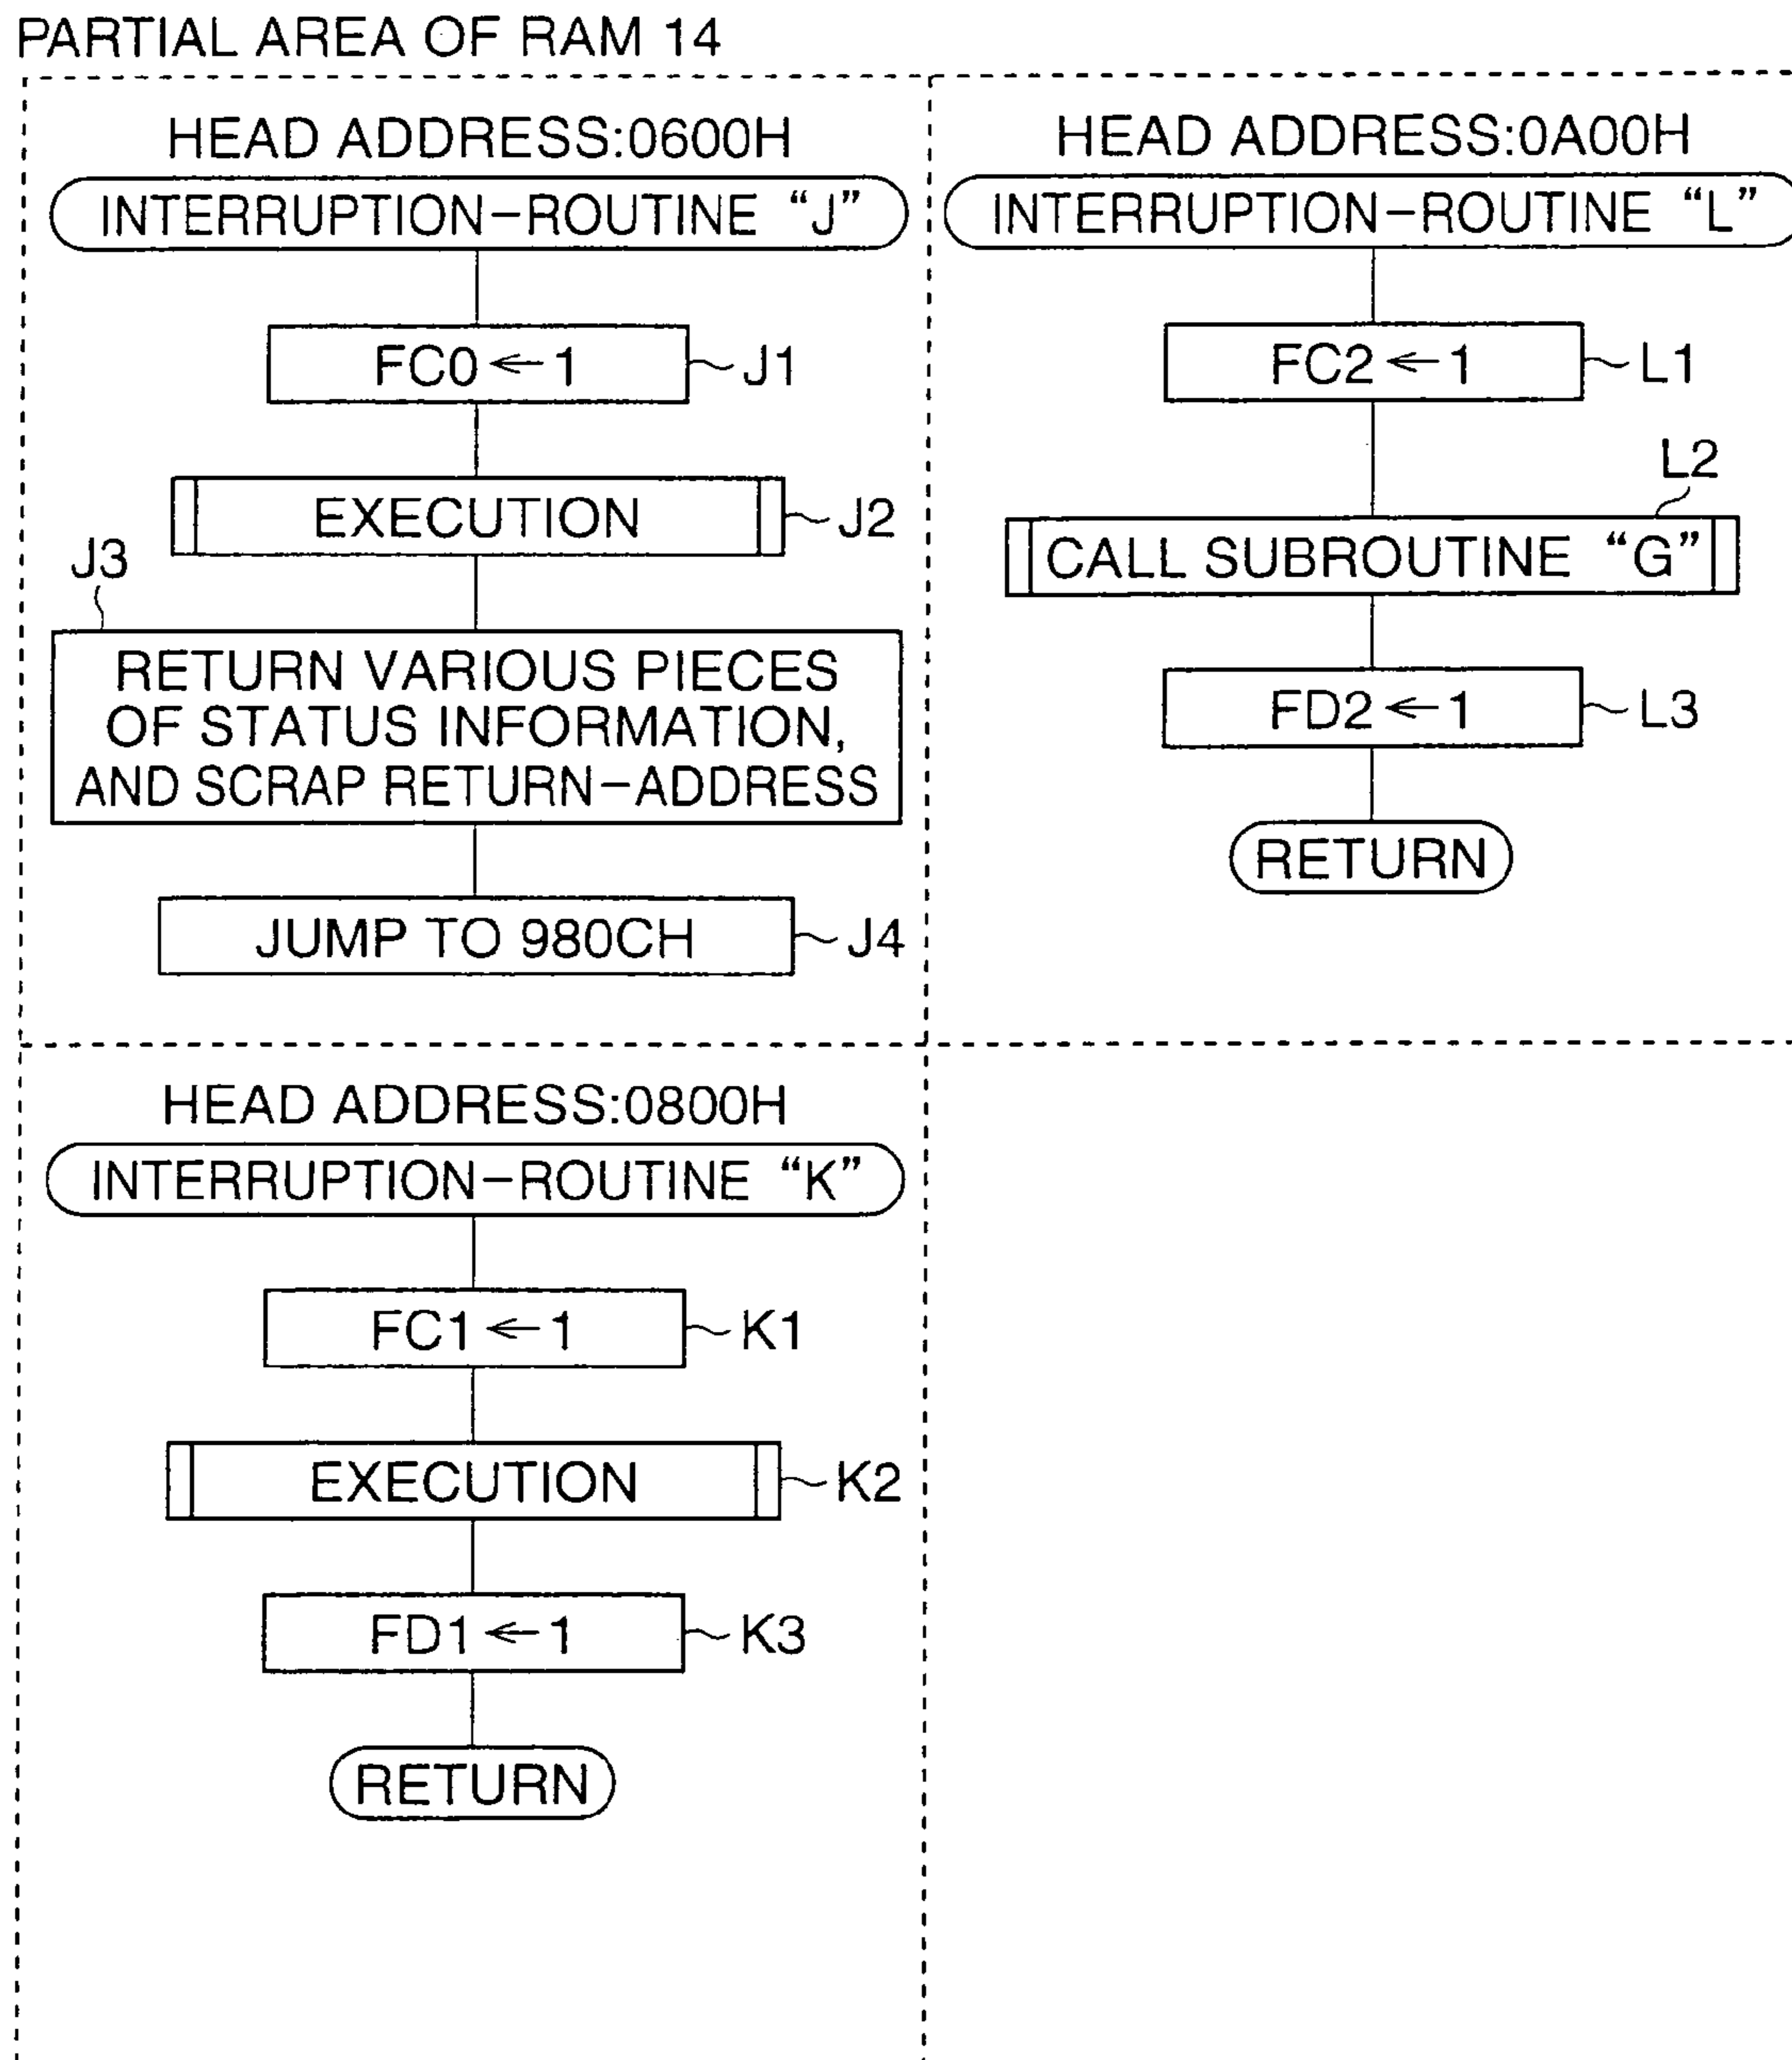 PARTIAL AREA OF RAM 14
HEAD ADDRESS:0600H
INTERRUPTION-ROUTINE “J”
FC0←1
J1
EXECUTION
J2
J3
RETURN VARIOUS PIECES
OF STATUS INFORMATION,
AND SCRAP RETURN-ADDRESS
JUMP TO 980CH
J4
HEAD ADDRESS:0A00H
INTERRUPTION-ROUTINE “L”
FC2←1
L1
L2
CALL SUBROUTINE “G”
FD2←1
L3
RETURN
HEAD ADDRESS:0800H
INTERRUPTION-ROUTINE “K”
FC1←1
K1
EXECUTION
K2
FD1←1
K3
RETURN